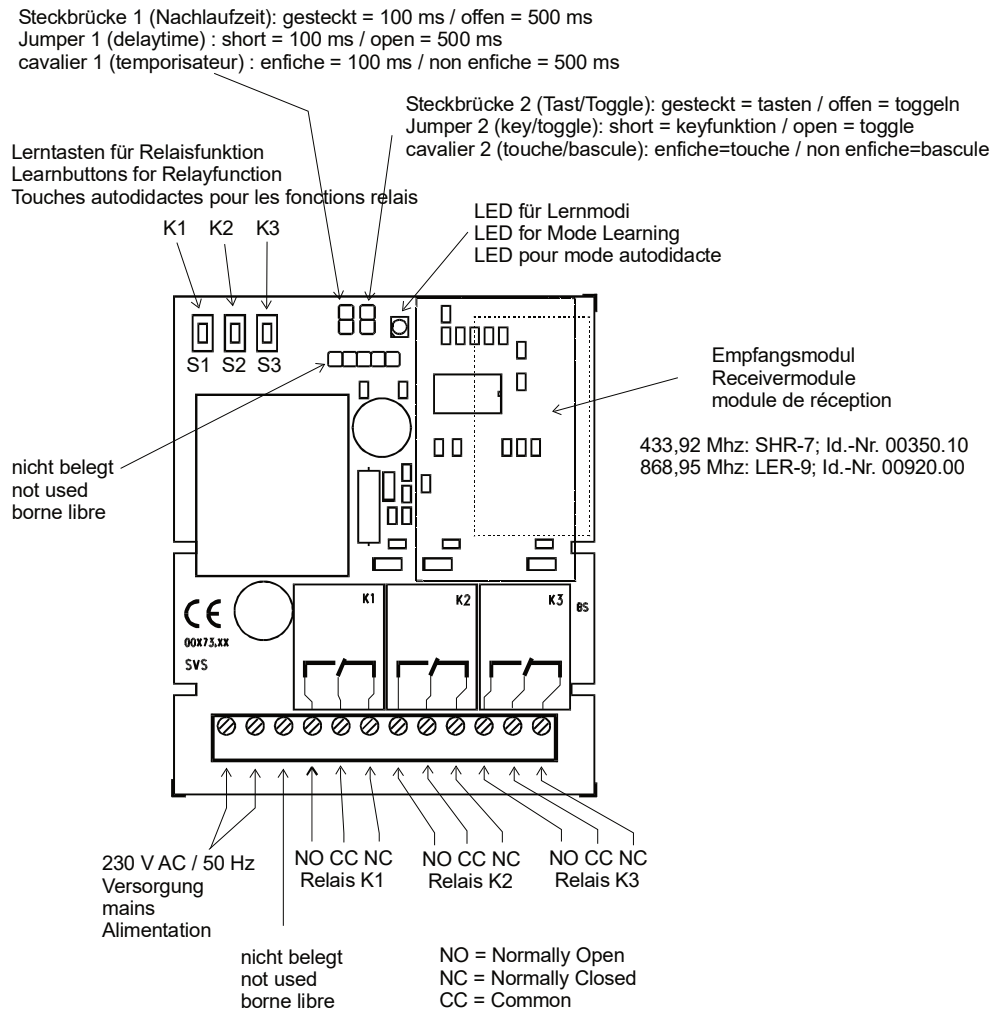 Steckbrücke 1 (Nachlaufzeit): gesteckt = 100 ms / offen = 500 ms
Jumper 1 (delaytime) : short = 100 ms / open = 500 ms
cavalier 1 (temporisateur) : enfiche = 100 ms / non enfiche = 500 ms
Steckbrücke 2 (Tast/Toggle): gesteckt = tasten / offen = toggeln
Jumper 2 (key/toggle): short = keyfunktion / open = toggle
cavalier 2 (touche/bascule): enfiche=touche / non enfiche=bascule
Lerntasten für Relaisfunktion
Learnbuttons for Relayfunction
Touches autodidactes pour les fonctions relais
K1 K2 K3
LED für Lernmodi
LED for Mode Learning
LED pour mode autodidacte
S1 S2 S3
Empfangsmodul
Receivermodule
module de réception
433,92 Mhz: SHR-7; Id.-Nr. 00350.10
868,95 Mhz: LER-9; Id.-Nr. 00920.00
nicht belegt
not used
borne libre
K1 K2 K3
BS
CE
00X73.XX
SVS
230 V AC / 50 Hz
Versorgung
mains
Alimentation
nicht belegt
not used
borne libre
NO CC NC
Relais K1
NO CC NC
Relais K2
NO CC NC
Relais K3
NO = Normally Open
NC = Normally Closed
CC = Common